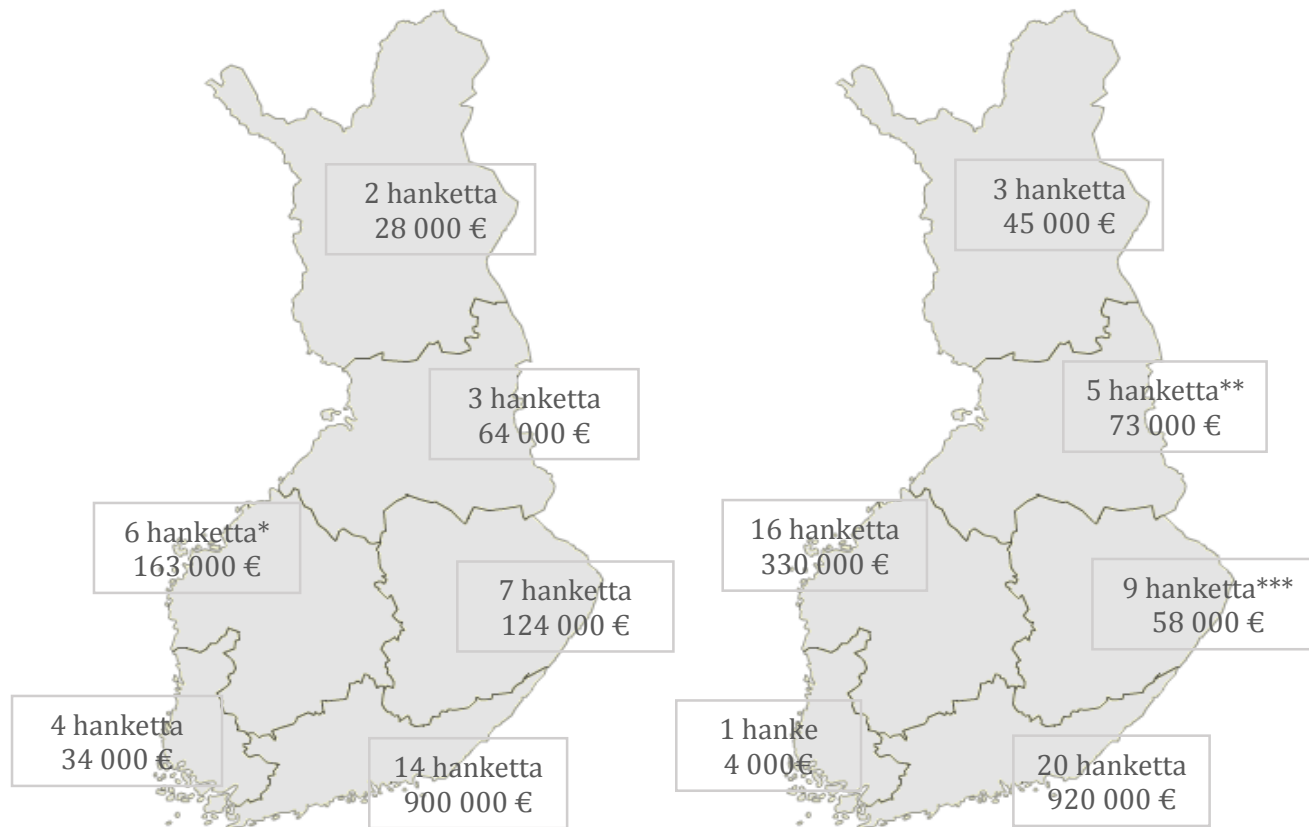 2 hanketta
28 000 €
3 hanketta
64 000 €
6 hanketta*
163 000 €
7 hanketta
124 000 €
4 hanketta
34 000 €
14 hanketta
900 000 €
3 hanketta
45 000 €
5 hanketta**
73 000 €
16 hanketta
330 000 €
9 hanketta***
58 000 €
1 hanke
4 000€
20 hanketta
920 000 €